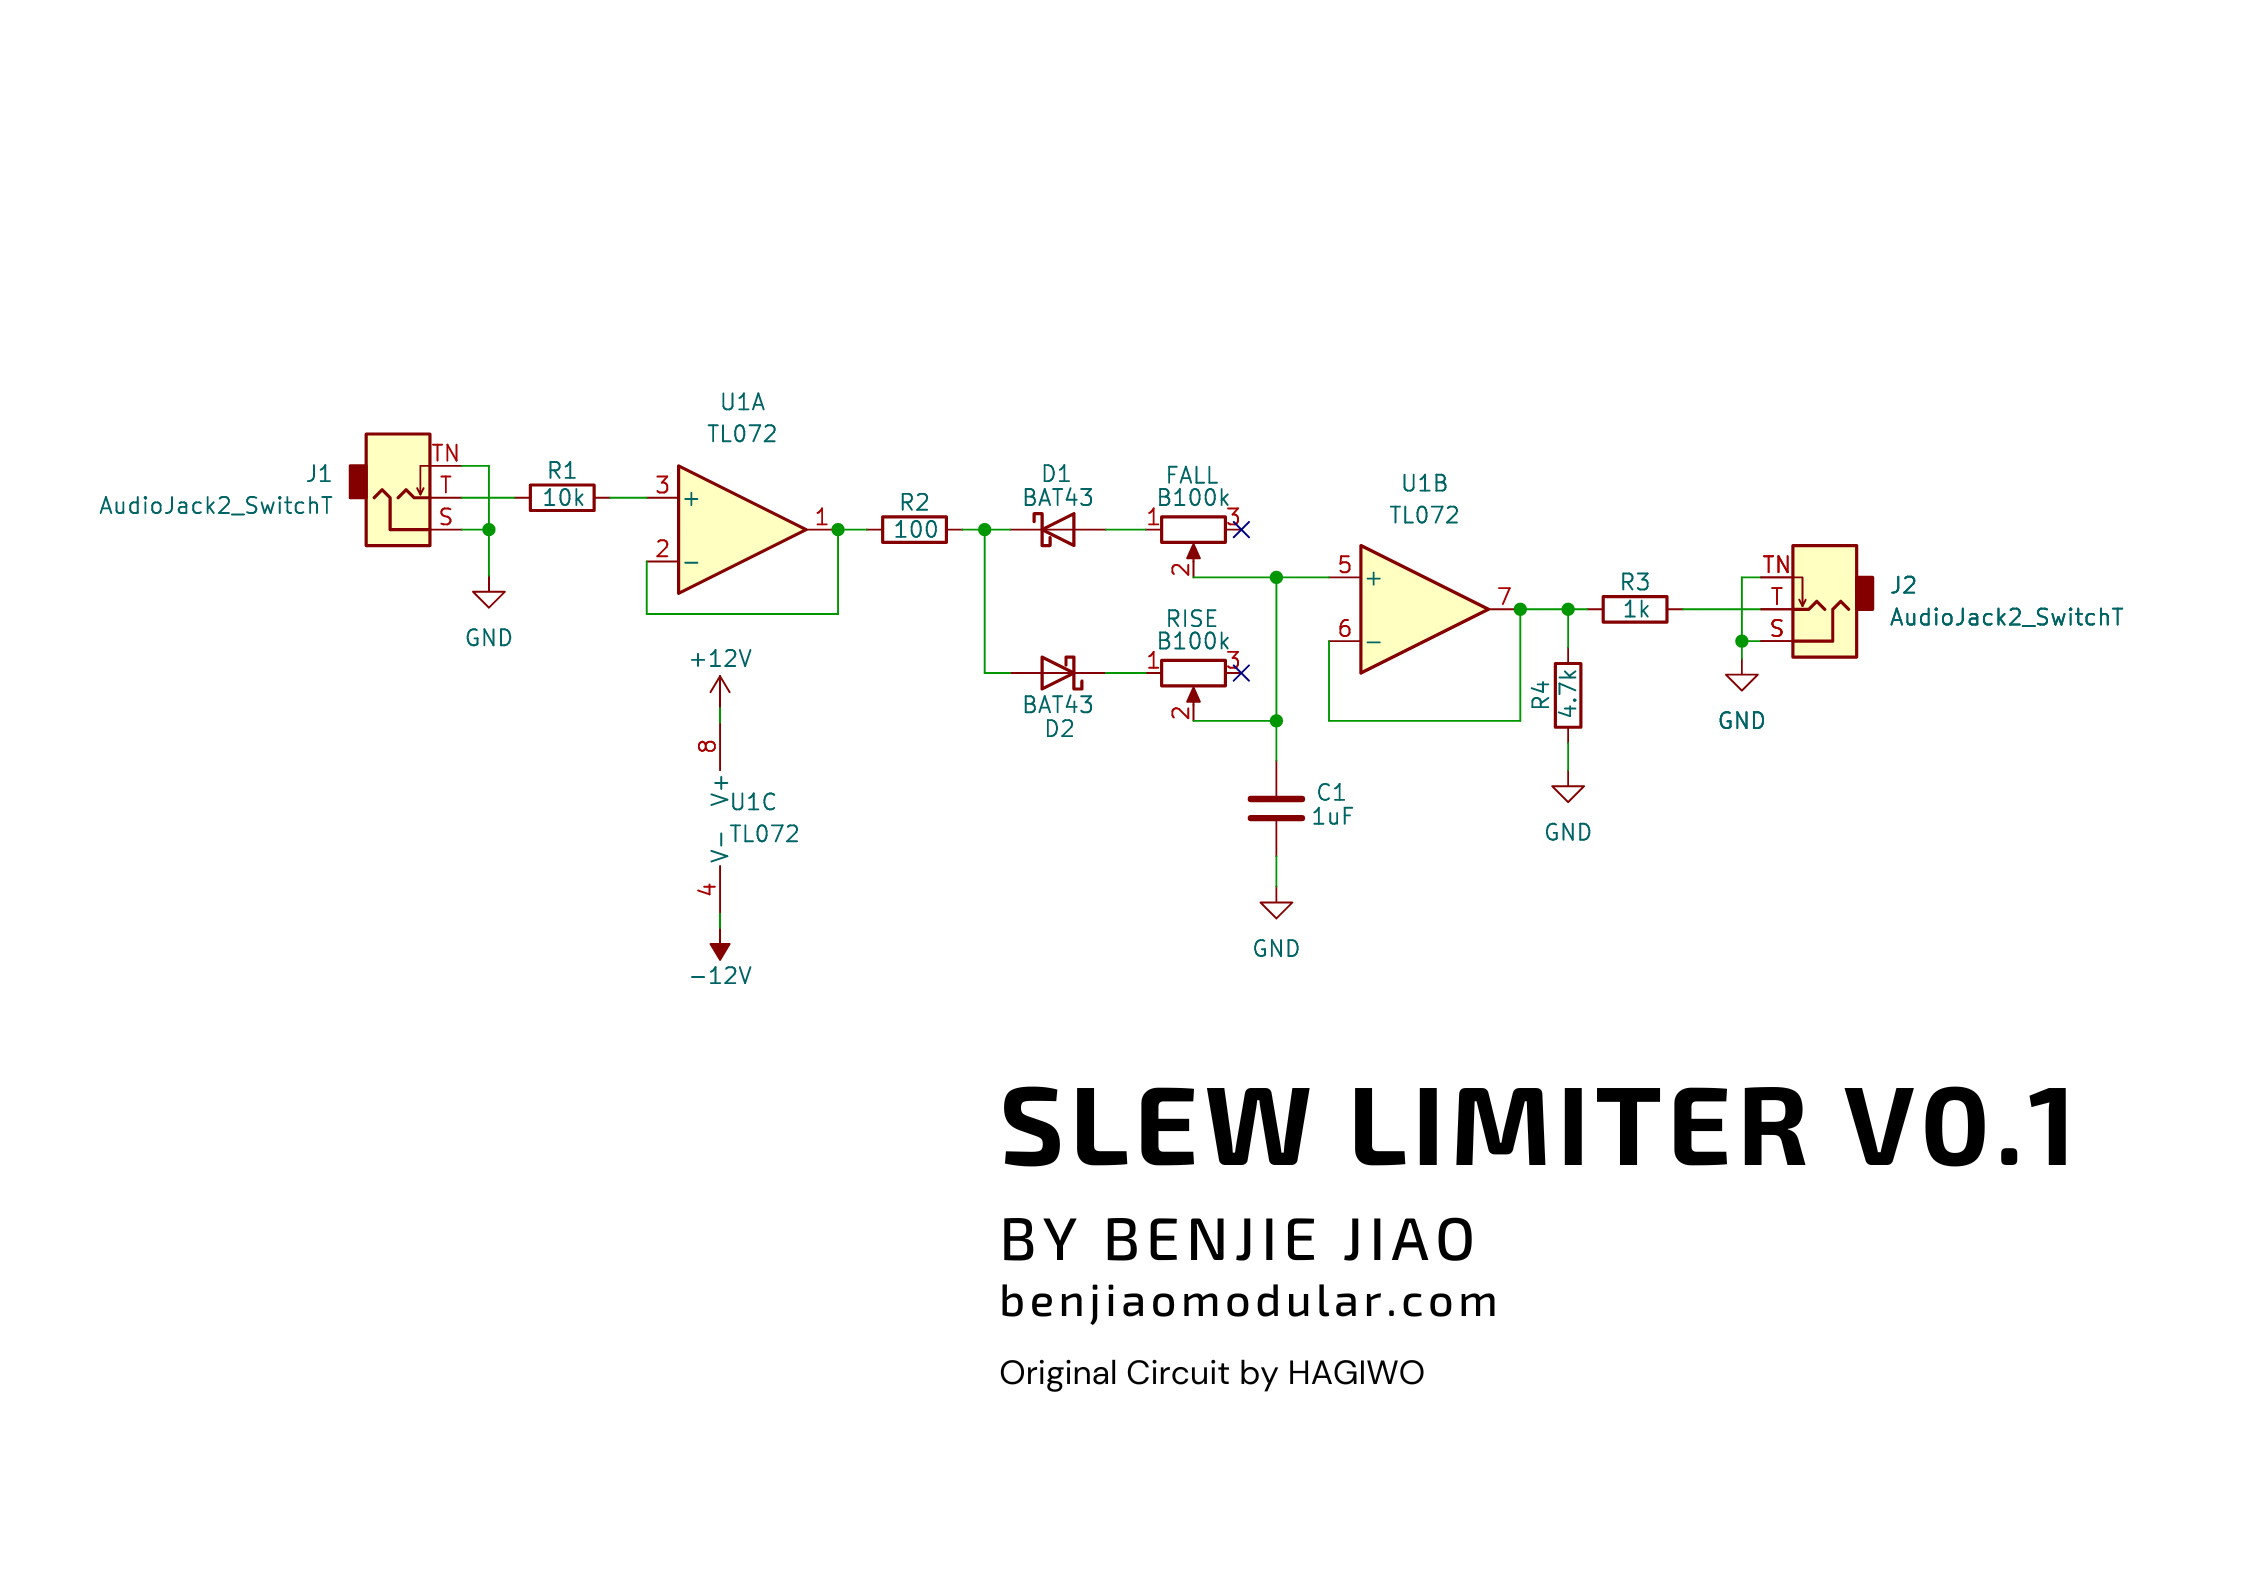 U1A
TL072
J1
AudioJack2_SwitchT
TN
T
S
GND
R1
10k
3
+
2
−
1
R2
100
D1
BAT43
FALL
B100k
1
3
2
RISE
B100k
1
3
2
BAT43
D2
U1B
TL072
5
+
6
−
7
R3
1k
R4
4.7k
GND
TN
T
S
J2
AudioJack2_SwitchT
GND
C1
1uF
GND
+12V
8
V+
U1C
TL072
V-
4
-12V
SLEW LIMITER V0.1
BY BENJIE JIAO
benjiaomodular.com
Original Circuit by HAGIWO